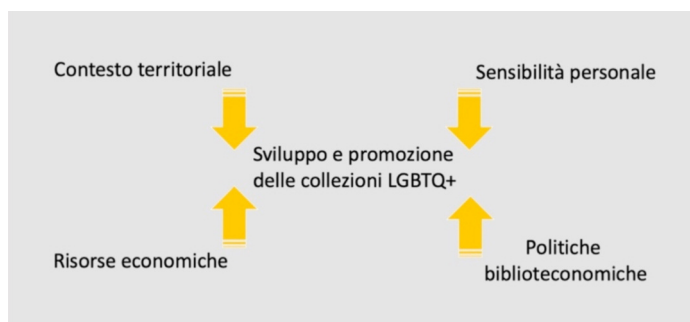 Contesto territoriale
Sensibilità personale
Sviluppo e promozione
delle collezioni LGBTQ+
Risorse economiche
Politiche
biblioteconomiche